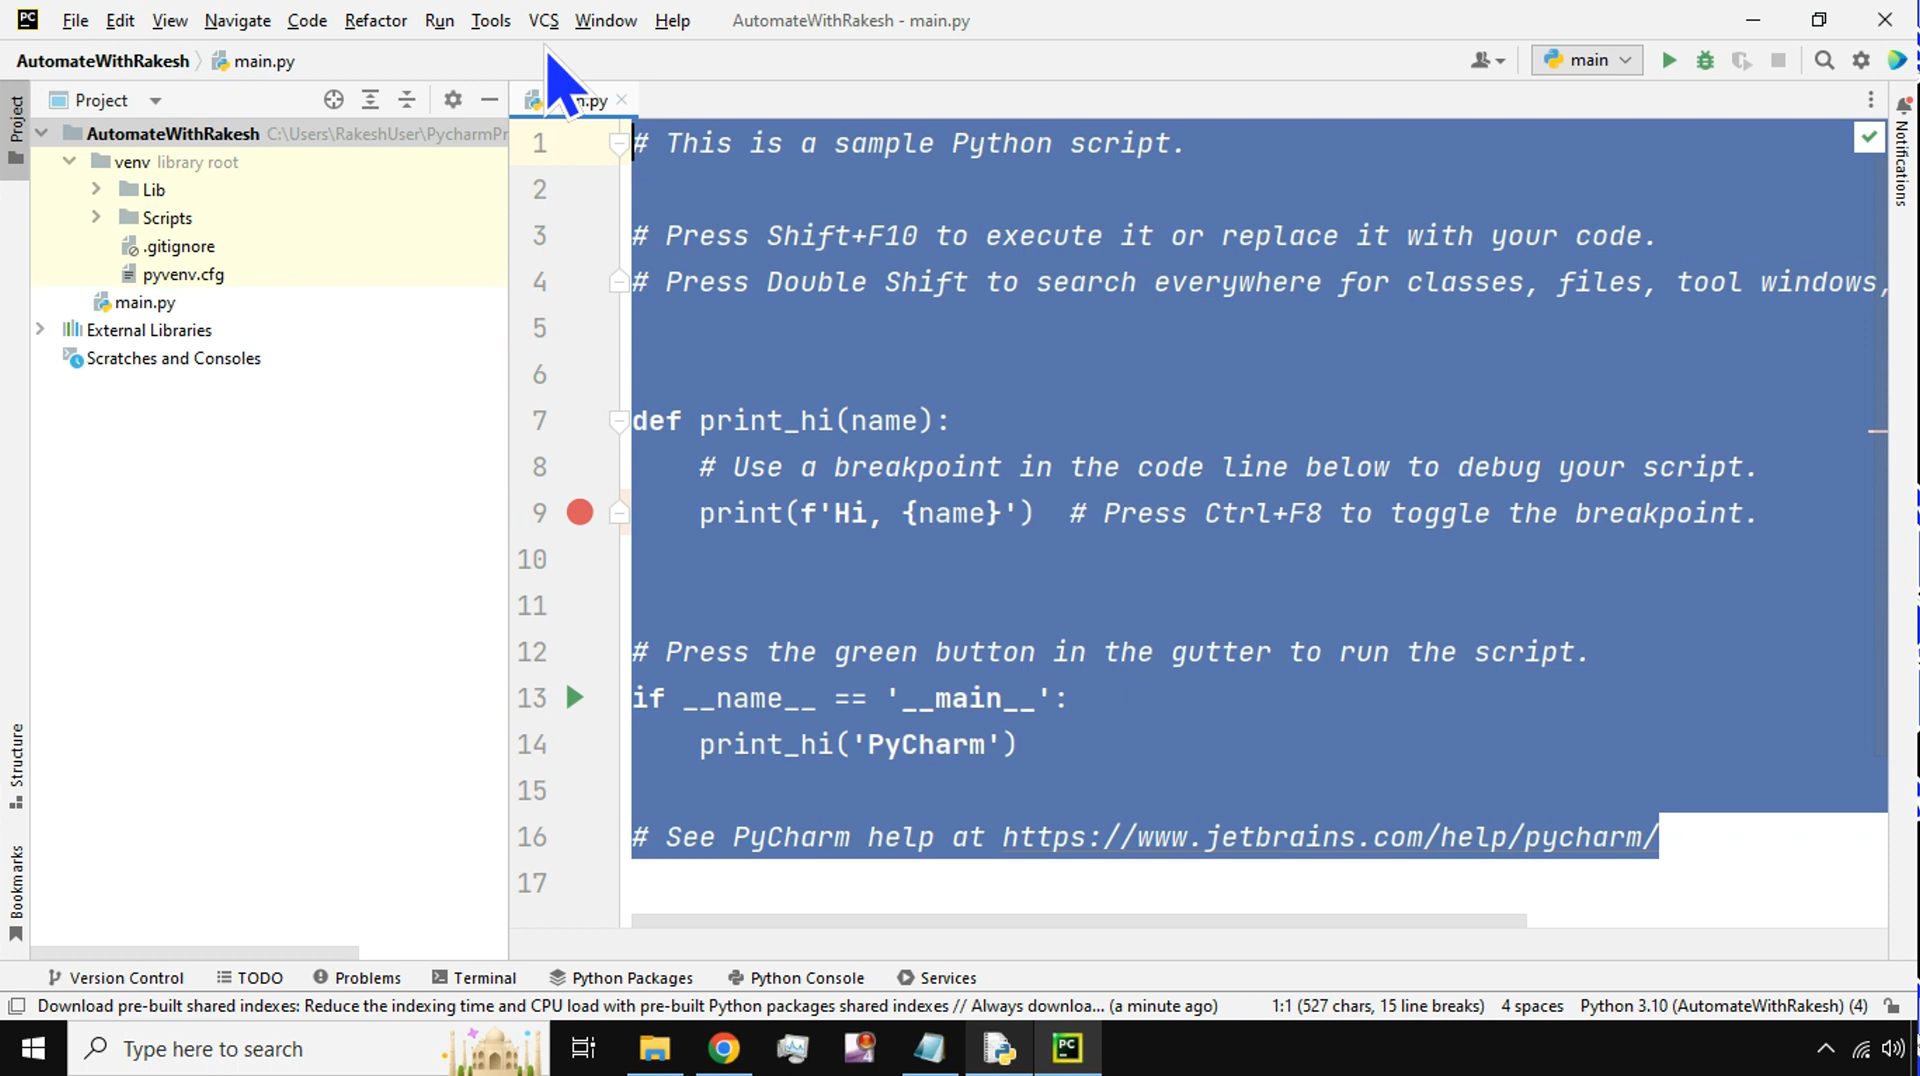 PC File Edit View Navigate Code Refactor Run Tools VCS Window Help AutomateWithRakesh - main.py
AutomateWithRakesh main.py main
Project
Project
.py
Notifications
AutomateWithRakesh C:\Users\RakeshUser\PycharmPr
venv library root
Lib
Scripts
.gitignore
pyvenv.cfg
main.py
External Libraries
Scratches and Consoles
1 # This is a sample Python script.
2
3 # Press Shift+F10 to execute it or replace it with your code.
4 # Press Double Shift to search everywhere for classes, files, tool windows,
5
6
7 def print_hi(name):
8 # Use a breakpoint in the code line below to debug your script.
9 print(f'Hi, {name}') # Press Ctrl+F8 to toggle the breakpoint.
10
11
12 # Press the green button in the gutter to run the script.
13 if __name__ == '__main__':
14 print_hi('PyCharm')
15
16 # See PyCharm help at https://www.jetbrains.com/help/pycharm/
17
Structure
Bookmarks
Version Control TODO Problems Terminal Python Packages Python Console Services
Download pre-built shared indexes: Reduce the indexing time and CPU load with pre-built Python packages shared indexes // Always downloa... (a minute ago) 1:1 (527 chars, 15 line breaks) 4 spaces Python 3.10 (AutomateWithRakesh) (4)
Type here to search 4 PC